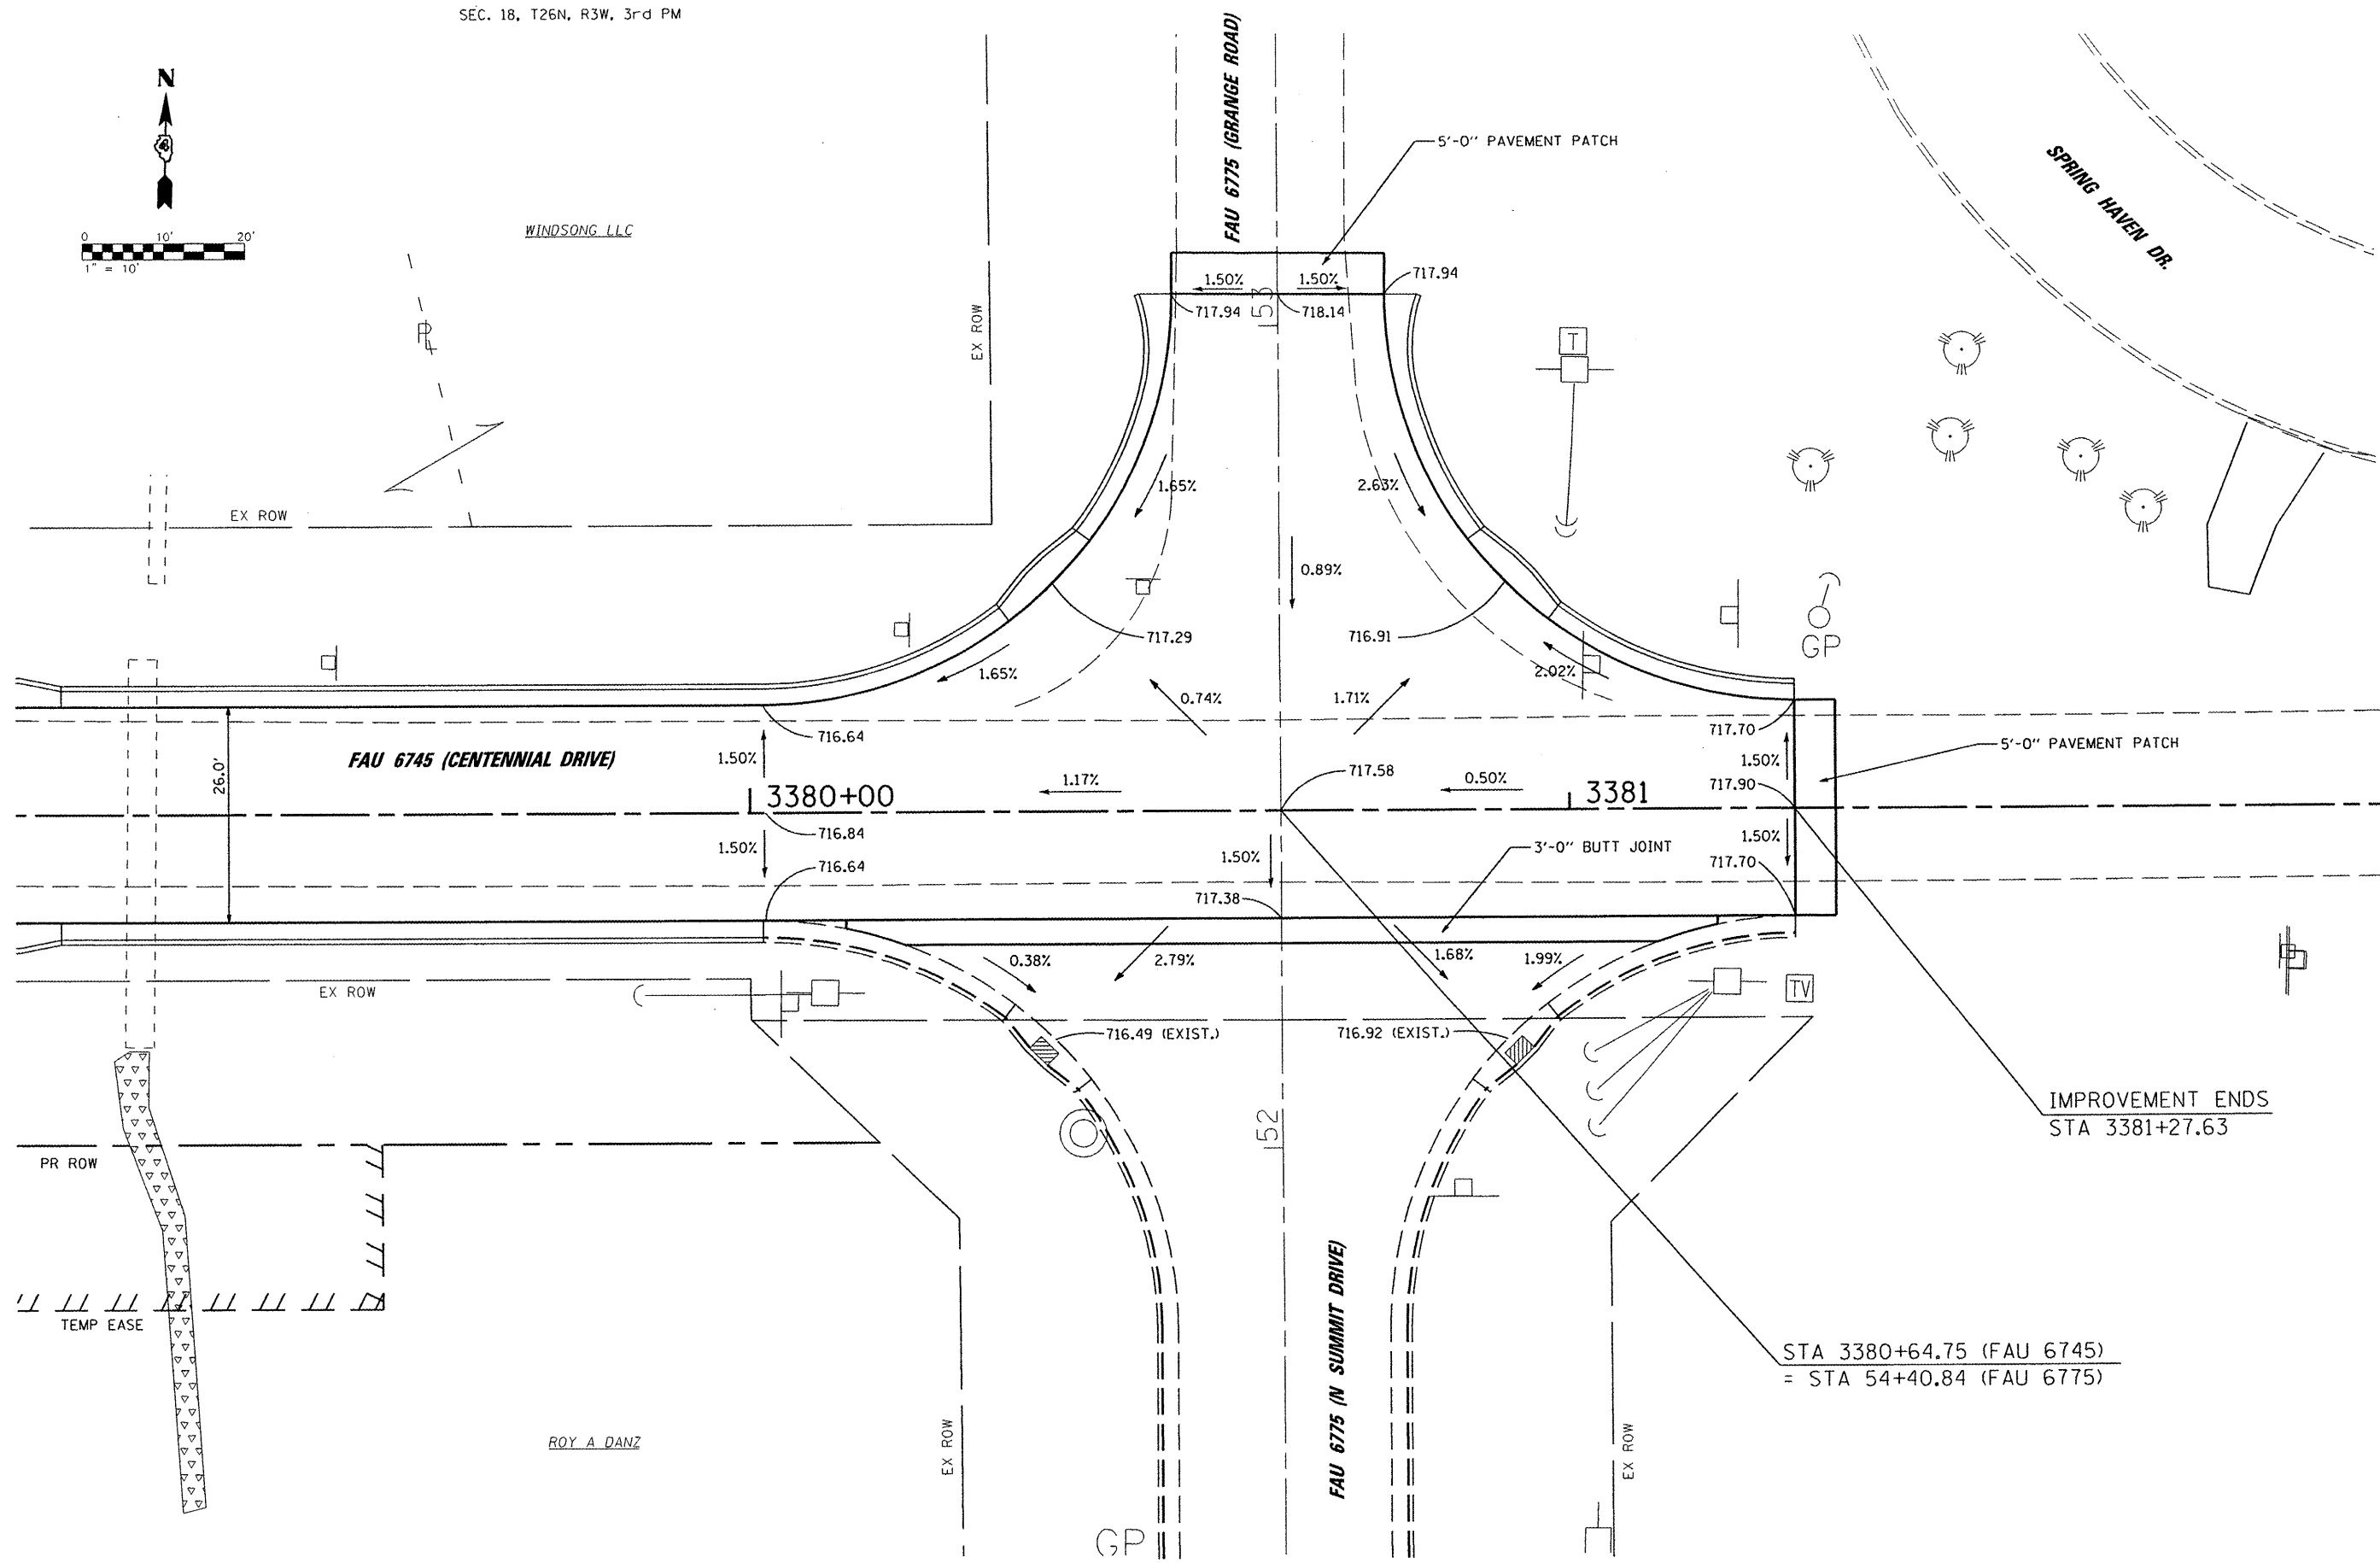 SEC. 18, T26N, R3W, 3rd PM
N
4
0 10' 20'
1" = 10'
WINDSONG LLC
EX ROW
FAU 6775 (GRANGE ROAD)
5'-0" PAVEMENT PATCH
SPRING HAVEN DR.
1.50%
1.50%
717.94
717.94
53
718.14
PL
T
EX ROW
1.65%
2.63%
0.89%
717.29
716.91
GP
1.65%
2.02%
0.74%
1.71%
716.64
717.70
FAU 6745 (CENTENNIAL DRIVE)
1.50%
5'-0" PAVEMENT PATCH
26.0'
1.50%
717.58
1.17%
0.50%
717.90
3380+00
3381
716.84
1.50%
1.50%
1.50%
3'-0" BUTT JOINT
716.64
717.70
717.38
0.38%
2.79%
1.68%
1.99%
EX ROW
TV
716.49 (EXIST.)
716.92 (EXIST.)
IMPROVEMENT ENDS
STA 3381+27.63
52
PR ROW
TEMP EASE
FAU 6775 (N SUMMIT DRIVE)
STA 3380+64.75 (FAU 6745)
= STA 54+40.84 (FAU 6775)
ROY A DANZ
EX ROW
EX ROW
GP